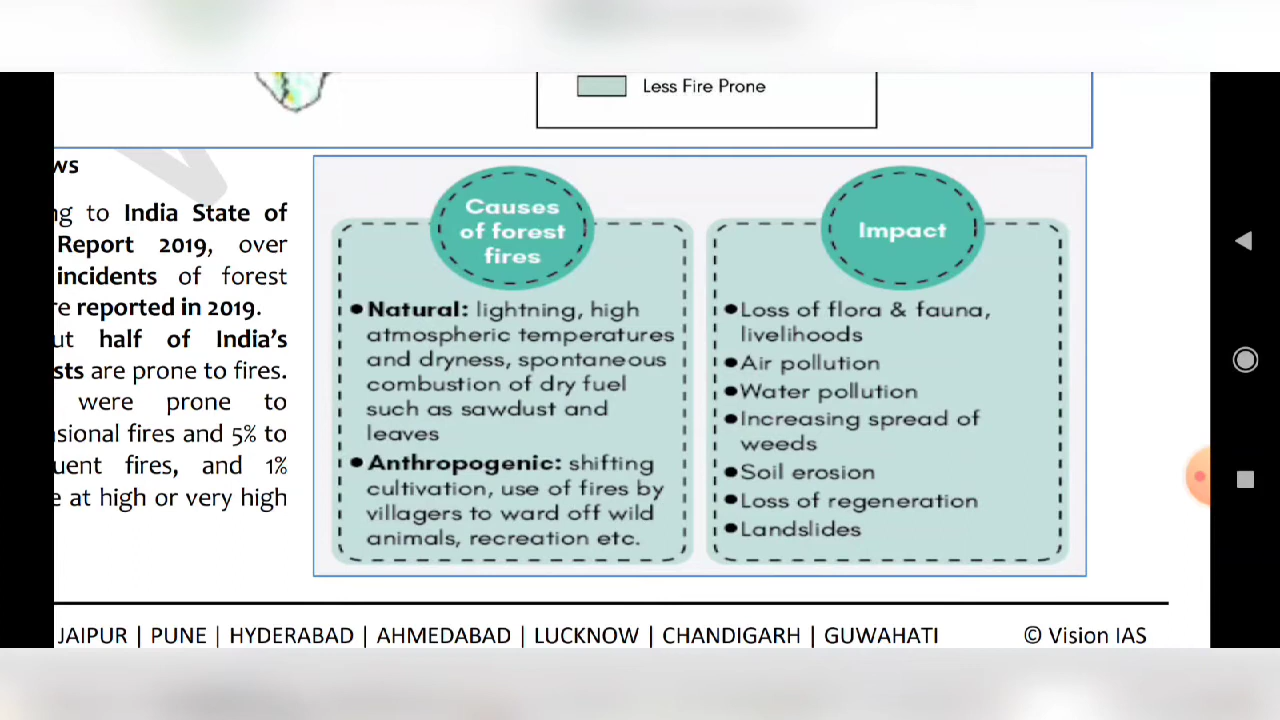 Less Fire Prone
ws
ng to India State of
Report 2019, over
incidents of forest
re reported in 2019.
ut half of India's
sts are prone to fires.
were prone to
sional fires and 5% to
uent fires, and 1%
e at high or very high
Causes
of forest
fires
● Natural: lightning, high
atmospheric temperatures
and dryness, spontaneous
combustion of dry fuel
such as sawdust and
leaves
● Anthropogenic: shifting
cultivation, use of fires by
villagers to ward off wild
animals, recreation etc.
Impact
● Loss of flora & fauna,
livelihoods
● Air pollution
● Water pollution
● Increasing spread of
weeds
● Soil erosion
● Loss of regeneration
● Landslides
JAIPUR | PUNE | HYDERABAD | AHMEDABAD | LUCKNOW | CHANDIGARH | GUWAHATI
© Vision IAS